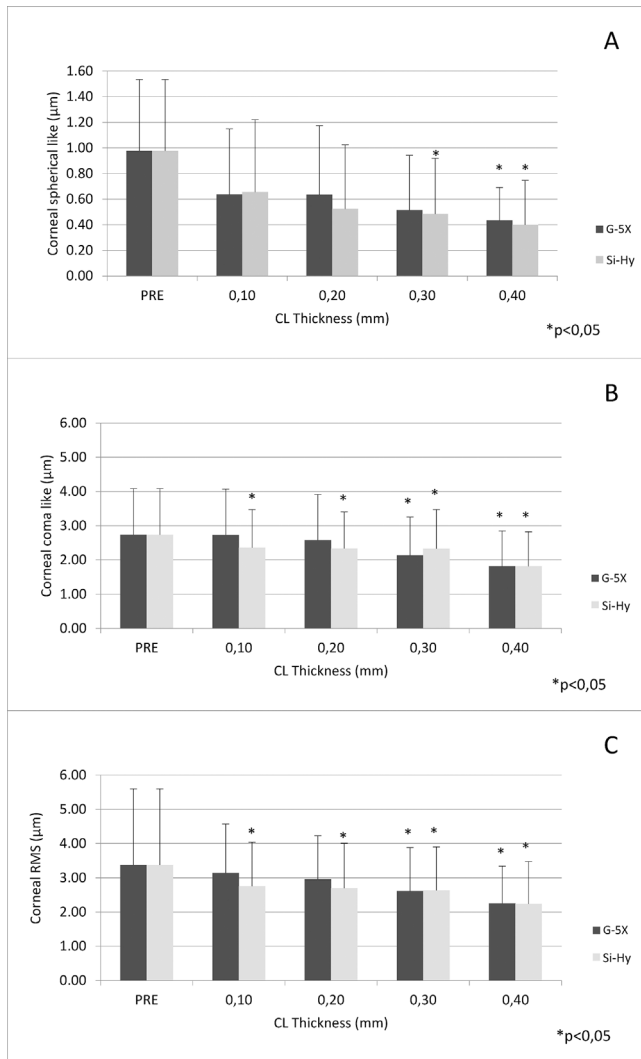 A
Corneal spherical like (µm)
1.60
1.40
1.20
1.00
0.80
0.60
0.40
0.20
0.00
* * *
G-5X
Si-Hy
PRE 0,10 0,20 0,30 0,40
CL Thickness (mm)
*p<0,05
B
Corneal coma like (µm)
6.00
5.00
4.00
3.00
2.00
1.00
0.00
* * * * * *
G-5X
Si-Hy
PRE 0,10 0,20 0,30 0,40
CL Thickness (mm)
*p<0,05
C
Corneal RMS (µm)
6.00
5.00
4.00
3.00
2.00
1.00
0.00
* * * * * *
G-5X
Si-Hy
PRE 0,10 0,20 0,30 0,40
CL Thickness (mm)
*p<0,05